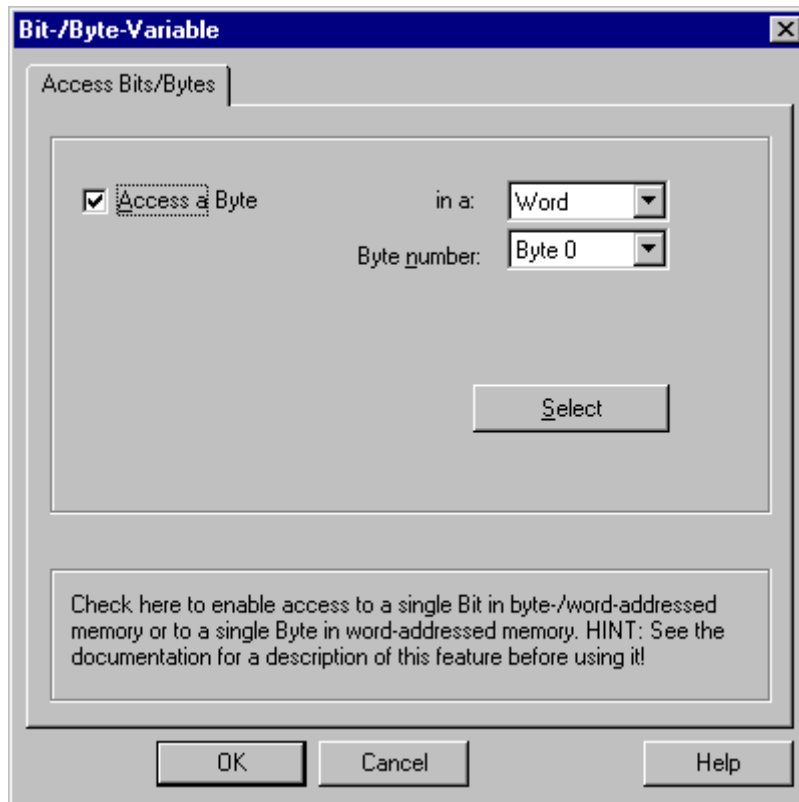 Bit-/Byte-Variable
Access Bits/Bytes
Access a Byte
in a:
Word
Byte number:
Byte 0
Select
Check here to enable access to a single Bit in byte-/word-addressed
memory or to a single Byte in word-addressed memory. HINT: See the
documentation for a description of this feature before using it!
OK
Cancel
Help